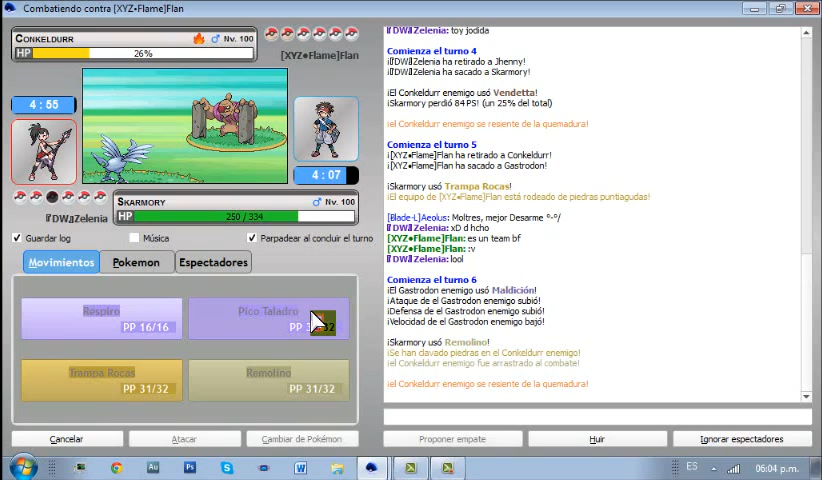 Combatiendo contra [XYZ•Flame]Flan
CONKELDURR Nv. 100
HP 26%
[XYZ•Flame]Flan
4 : 55
4 : 07
SKARMORY Nv. 100
HP 250 / 334
『DW』Zelenia
Guardar log Música Parpadear al concluir el turno
Movimientos Pokemon Espectadores
Respiro
PP 16/16
Pico Taladro
PP
Trampa Rocas
PP 31/32
Remolino
PP 31/32
Cancelar Atacar Cambiar de Pokémon
『DW』Zelenia: toy jodida
Comienza el turno 4
¡『DW』Zelenia ha retirado a Jhenny!
¡『DW』Zelenia ha sacado a Skarmory!
¡El Conkeldurr enemigo usó Vendetta!
¡Skarmory perdió 84 PS! (un 25% del total)
¡el Conkeldurr enemigo se resiente de la quemadura!
Comienza el turno 5
¡[XYZ•Flame]Flan ha retirado a Conkeldurr!
¡[XYZ•Flame]Flan ha sacado a Gastrodon!
¡Skarmory usó Trampa Rocas!
¡El equipo de [XYZ•Flame]Flan está rodeado de piedras puntiagudas!
[Blade-L]Aeolus: Moltres, mejor Desarme °-°/
『DW』Zelenia: xD d hcho
[XYZ•Flame]Flan: es un team bf
[XYZ•Flame]Flan: :v
『DW』Zelenia: lool
Comienza el turno 6
¡El Gastrodon enemigo usó Maldición!
¡Ataque de el Gastrodon enemigo subió!
¡Defensa de el Gastrodon enemigo subió!
¡Velocidad de el Gastrodon enemigo bajó!
¡Skarmory usó Remolino!
¡Se han davado piedras en el Conkeldurr enemigo!
¡el Conkeldurr enemigo fue arrastrado al combate!
¡el Conkeldurr enemigo se resiente de la quemadura!
Proponer empate Huir Ignorar espectadores
Au Ps W ES 06:04 p.m.